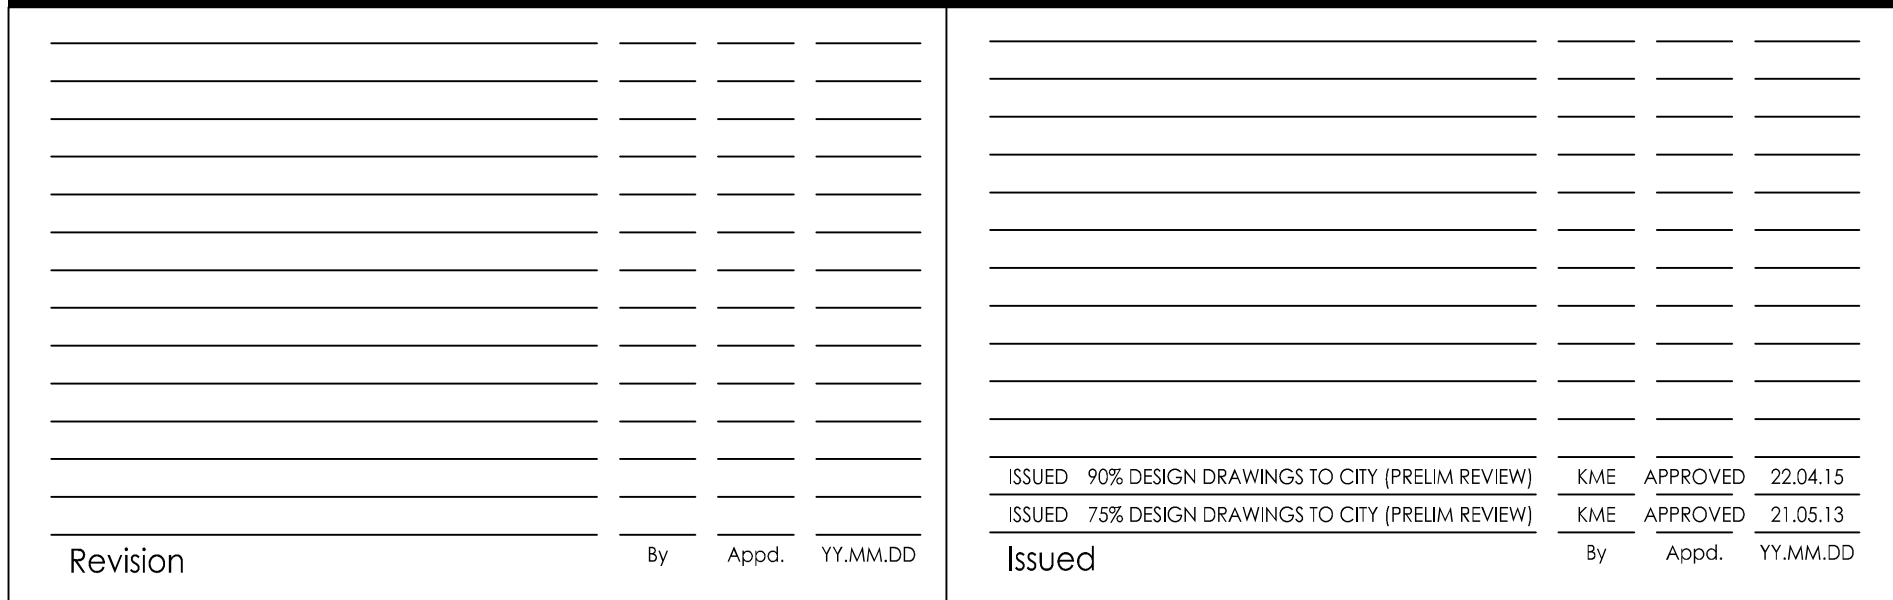 Revision By Appd. YY.MM.DD
ISSUED 90% DESIGN DRAWINGS TO CITY (PRELIM REVIEW) KME APPROVED 22.04.15
ISSUED 75% DESIGN DRAWINGS TO CITY (PRELIM REVIEW) KME APPROVED 21.05.13
Issued By Appd. YY.MM.DD